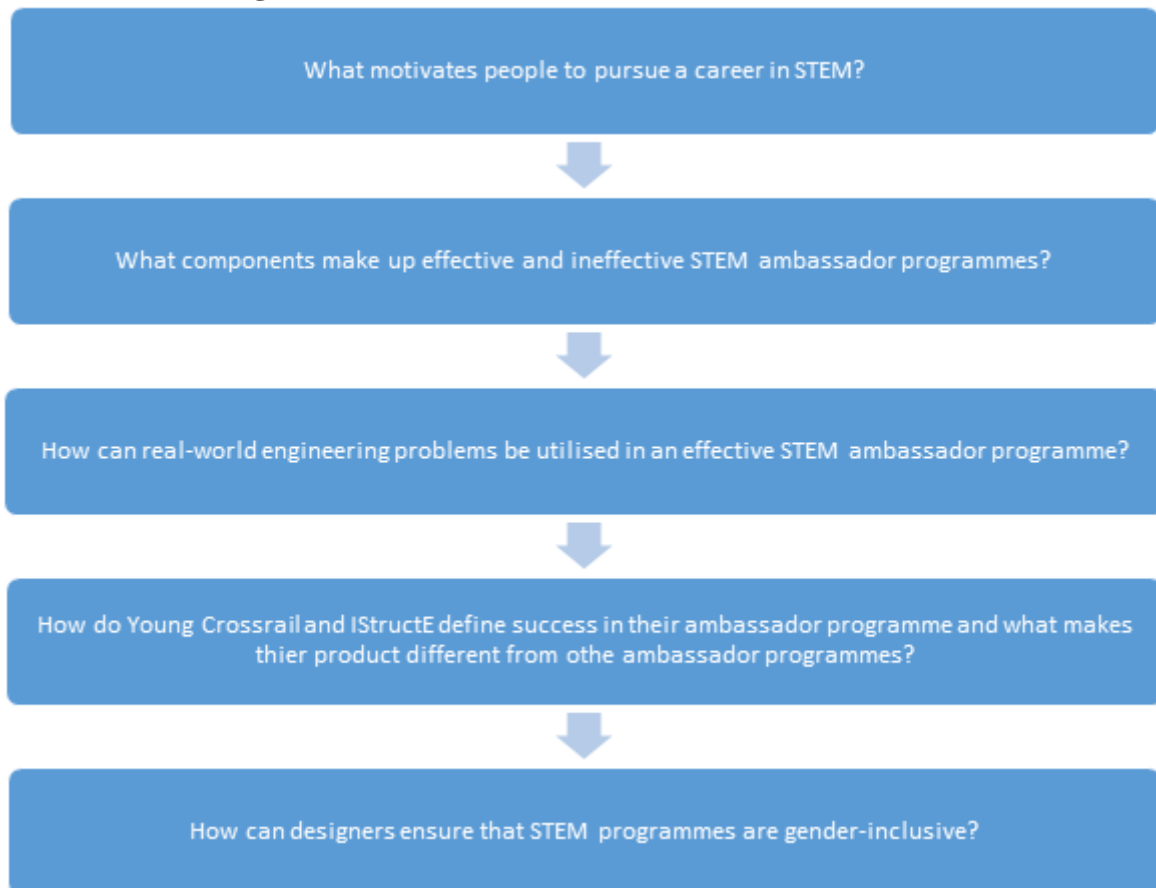 What motivates people to pursue a career in STEM?
What components make up effective and ineffective STEM ambassador programmes?
How can real-world engineering problems be utilised in an effective STEM ambassador programme?
How do Young Crossrail and IStructE define success in their ambassador programme and what makes
thier product different from othe ambassador programmes?
How can designers ensure that STEM programmes are gender-inclusive?